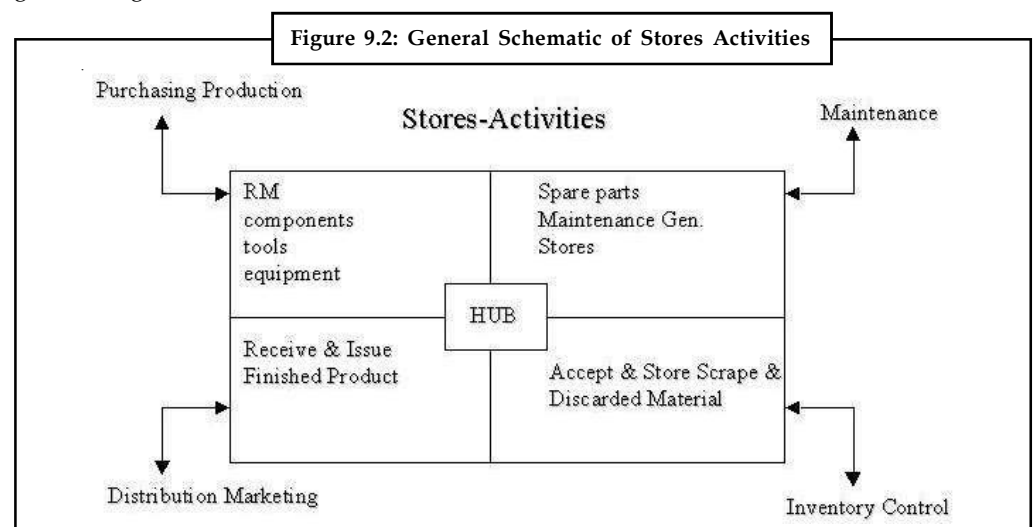 Figure 9.2: General Schematic of Stores Activities
Purchasing Production
Stores-Activities
Maintenance
RM
components
tools
equipment
Spare parts
Maintenance Gen.
Stores
HUB
Receive & Issue
Finished Product
Accept & Store Scrape &
Discarded Material
Distribution Marketing
Inventory Control